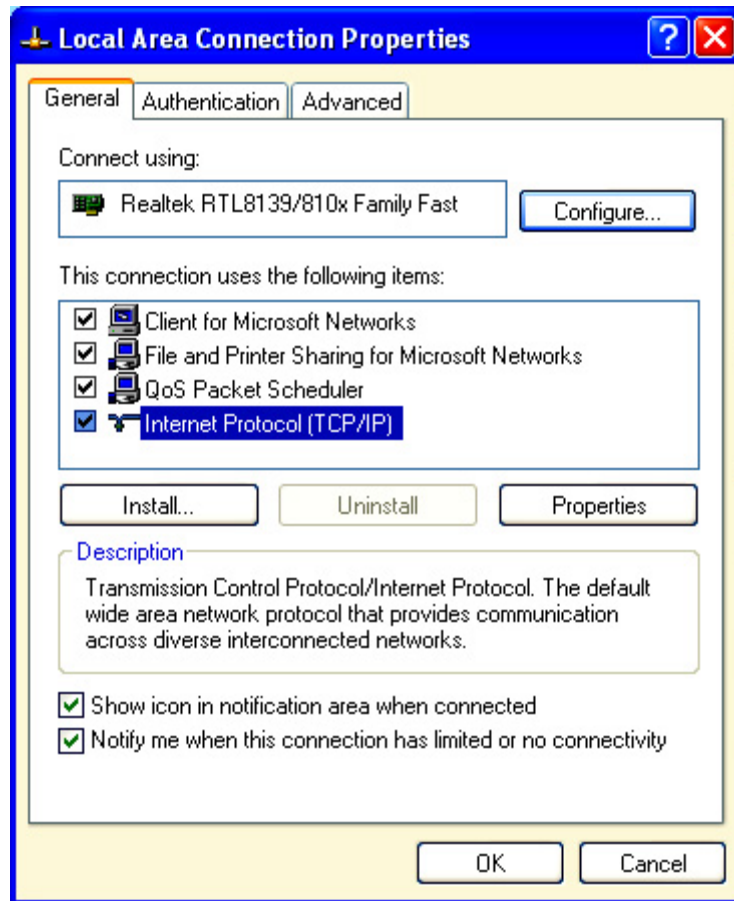 Local Area Connection Properties
General Authentication Advanced
Connect using:
Realtek RTL8139/810x Family Fast
Configure...
This connection uses the following items:
Client for Microsoft Networks
File and Printer Sharing for Microsoft Networks
QoS Packet Scheduler
Internet Protocol (TCP/IP)
Install... Uninstall Properties
Description
Transmission Control Protocol/Internet Protocol. The default
wide area network protocol that provides communication
across diverse interconnected networks.
Show icon in notification area when connected
Notify me when this connection has limited or no connectivity
OK Cancel